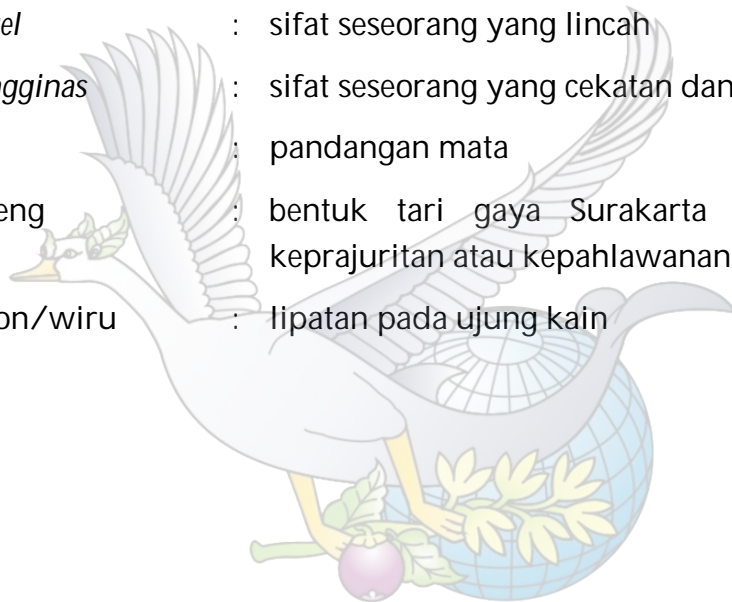 el : sifat seseorang yang lincah
gginas : sifat seseorang yang cekatan dan
: pandangan mata
eng : bentuk tari gaya Surakarta
keprajuritan atau kepahlawanan
on/wiru : lipatan pada ujung kain